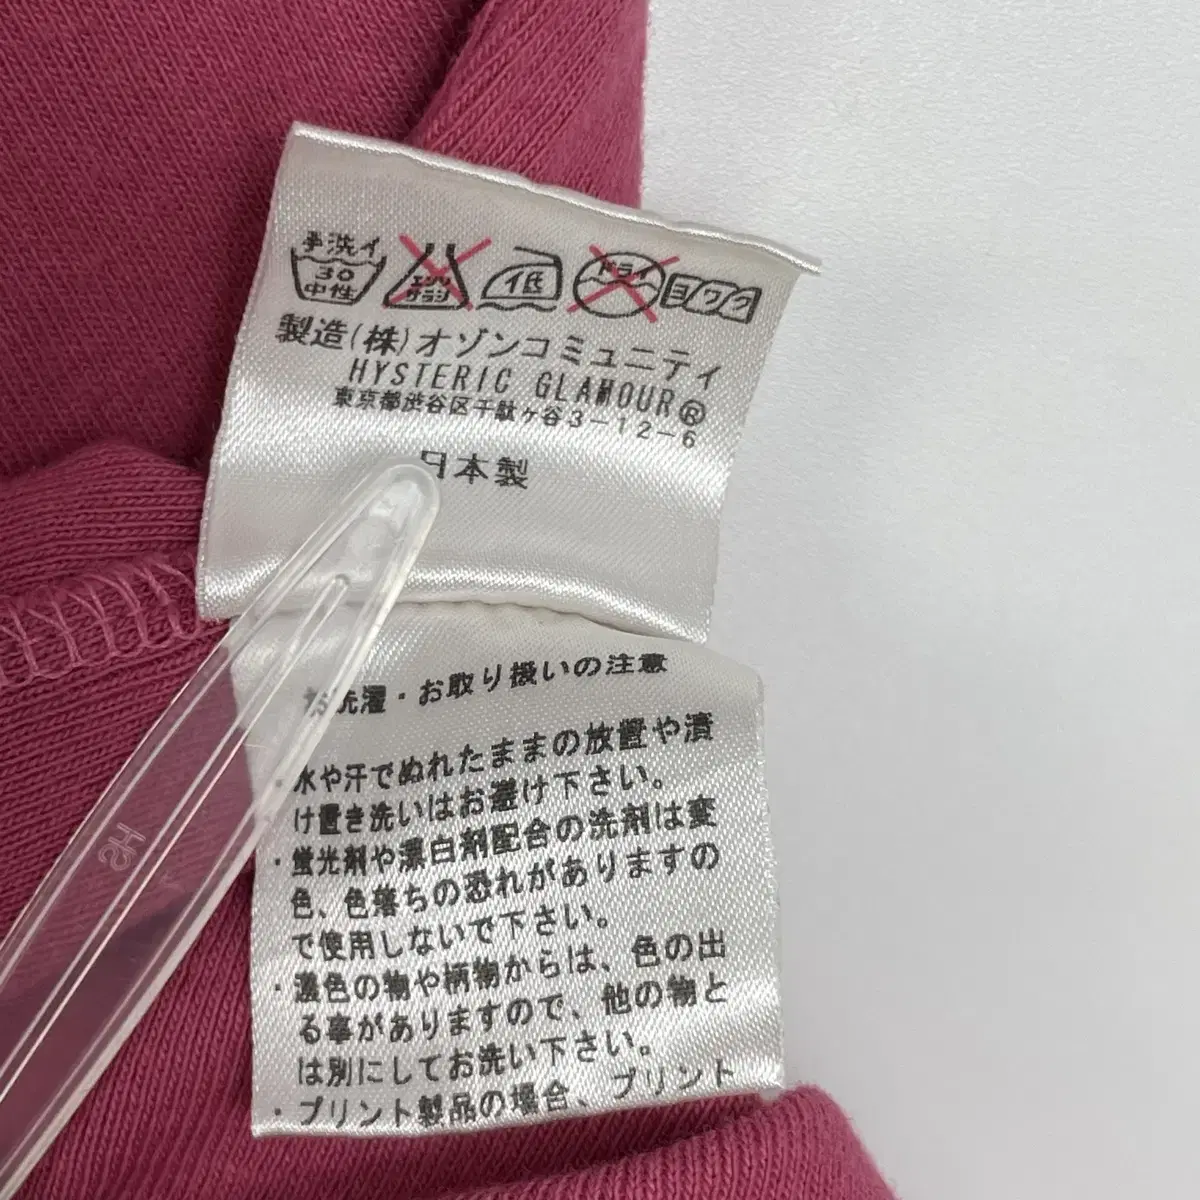 手洗イ
30
中性
エンソ
サラシ
低
ドライ
ヨワク
製造(株)オゾンコミュニティ
HYSTERIC GLAMOUR®
東京都渋谷区千駄ヶ谷3-12-6
日本製
お洗濯・お取り扱いの注意
・水や汗でぬれたままの放置や漬
け置き洗いはお避け下さい。
・蛍光剤や漂白剤配合の洗剤は変
色、色落ちの恐れがありますの
で使用しないで下さい。
・濃色の物や柄物からは、色の出
る事がありますので、他の物と
は別にしてお洗い下さい。
・プリント製品の場合、プリント